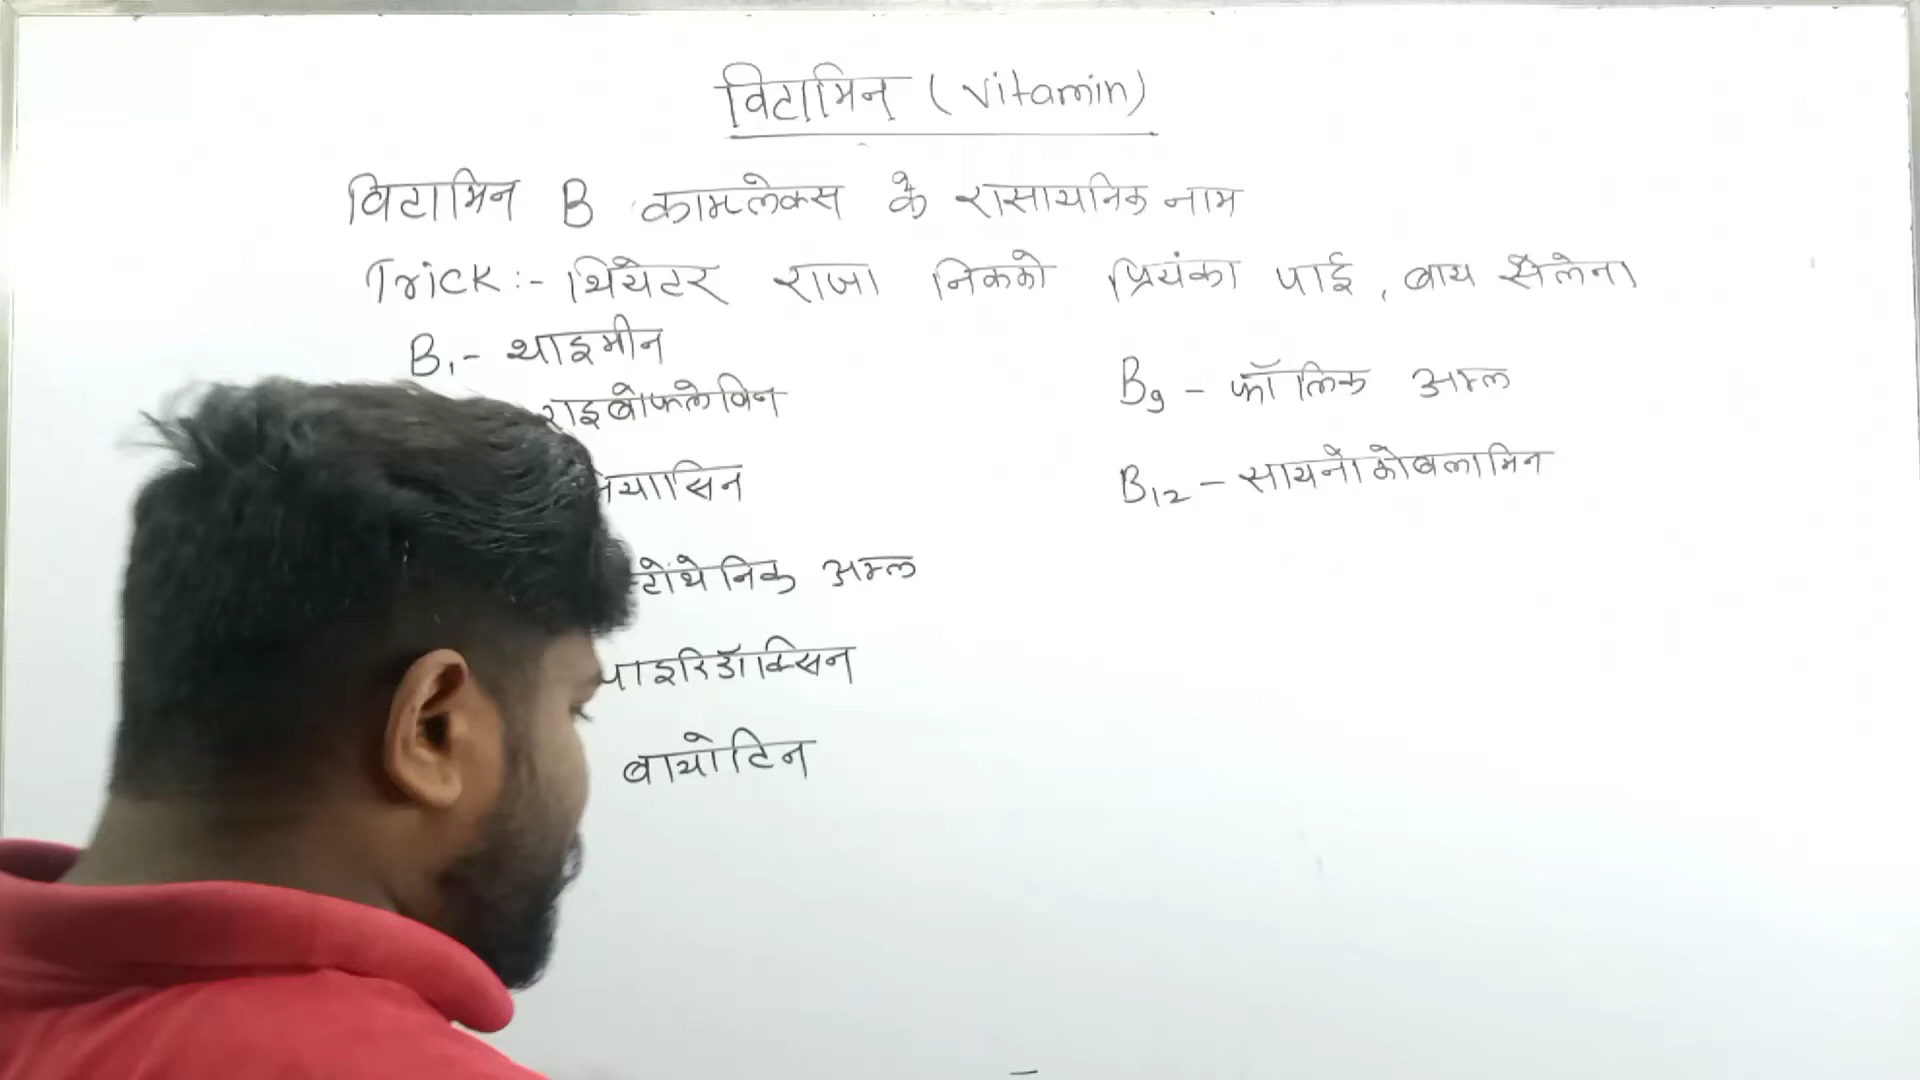 विटामिन (Vitamin)
विटामिन B काम्प्लेक्स के रासायनिक नाम
Trick :- थियेटर राजा निकको प्रियंका पाई, बाय सैलेना
B₁- थाइमीन
राइबोफ्लेविन
यासिन
टोंथेनिक अम्ल
पाइरिडॉक्सिन
बायोटिन
B₉ - फॉलिक अम्ल
B₁₂ - सायनोकोबलामिन